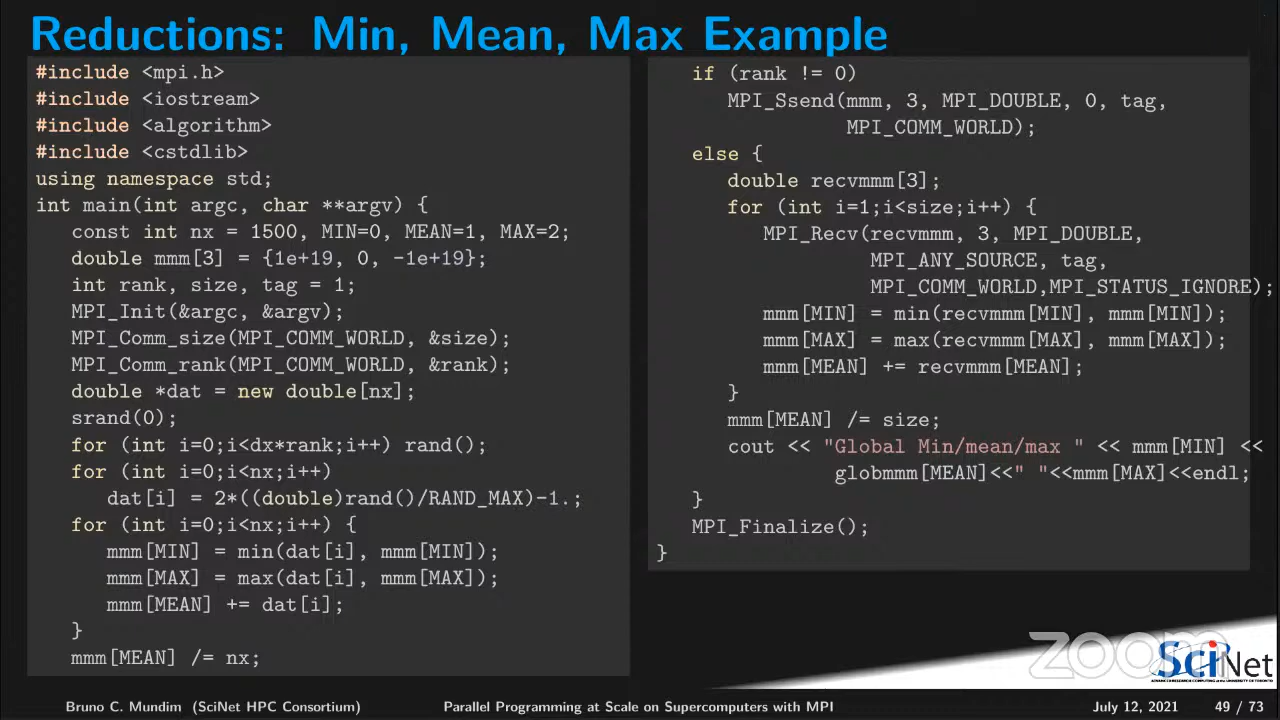 Reductions: Min, Mean, Max Example
#include <mpi.h>
#include <iostream>
#include <algorithm>
#include <cstdlib>
using namespace std;
int main(int argc, char **argv) {
const int nx = 1500, MIN=0, MEAN=1, MAX=2;
double mmm[3] = {1e+19, 0, -1e+19};
int rank, size, tag = 1;
MPI_Init(&argc, &argv);
MPI_Comm_size(MPI_COMM_WORLD, &size);
MPI_Comm_rank(MPI_COMM_WORLD, &rank);
double *dat = new double[nx];
srand(0);
for (int i=0;i<dx*rank;i++) rand();
for (int i=0;i<nx;i++)
dat[i] = 2*((double)rand()/RAND_MAX)-1.;
for (int i=0;i<nx;i++) {
mmm[MIN] = min(dat[i], mmm[MIN]);
mmm[MAX] = max(dat[i], mmm[MAX]);
mmm[MEAN] += dat[i];
}
mmm[MEAN] /= nx;
if (rank != 0)
MPI_Ssend(mmm, 3, MPI_DOUBLE, 0, tag,
MPI_COMM_WORLD);
else {
double recvmmm[3];
for (int i=1;i<size;i++) {
MPI_Recv(recvmmm, 3, MPI_DOUBLE,
MPI_ANY_SOURCE, tag,
MPI_COMM_WORLD,MPI_STATUS_IGNORE);
mmm[MIN] = min(recvmmm[MIN], mmm[MIN]);
mmm[MAX] = max(recvmmm[MAX], mmm[MAX]);
mmm[MEAN] += recvmmm[MEAN];
}
mmm[MEAN] /= size;
cout << "Global Min/mean/max " << mmm[MIN] <<
globmmm[MEAN]<<" "<<mmm[MAX]<<endl;
}
MPI_Finalize();
}
zoom
SciNet
ADVANCED RESEARCH COMPUTING at the UNIVERSITY OF TORONTO
Bruno C. Mundim (SciNet HPC Consortium)
Parallel Programming at Scale on Supercomputers with MPI
July 12, 2021
49 / 73